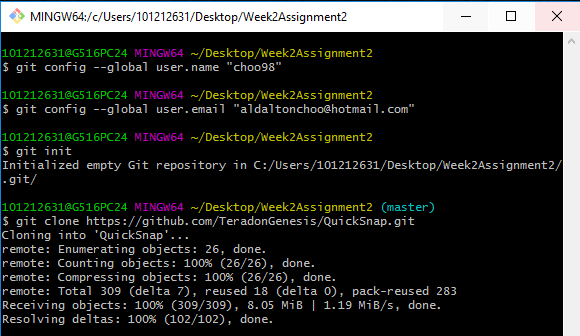 MINGW64:/c/Users/101212631/Desktop/Week2Assignment2
101212631@G516PC24 MINGW64 ~/Desktop/Week2Assignment2
$ git config --global user.name "choo98"
101212631@G516PC24 MINGW64 ~/Desktop/Week2Assignment2
$ git config --global user.email "aldaltonchoo@hotmail.com"
101212631@G516PC24 MINGW64 ~/Desktop/Week2Assignment2
$ git init
Initialized empty Git repository in C:/Users/101212631/Desktop/Week2Assignment2/
.git/
101212631@G516PC24 MINGW64 ~/Desktop/Week2Assignment2 (master)
$ git clone https://github.com/TeradonGenesis/QuickSnap.git
Cloning into 'QuickSnap'...
remote: Enumerating objects: 26, done.
remote: Counting objects: 100% (26/26), done.
remote: Compressing objects: 100% (26/26), done.
remote: Total 309 (delta 7), reused 18 (delta 0), pack-reused 283
Receiving objects: 100% (309/309), 8.05 MiB | 1.19 MiB/s, done.
Resolving deltas: 100% (102/102), done.